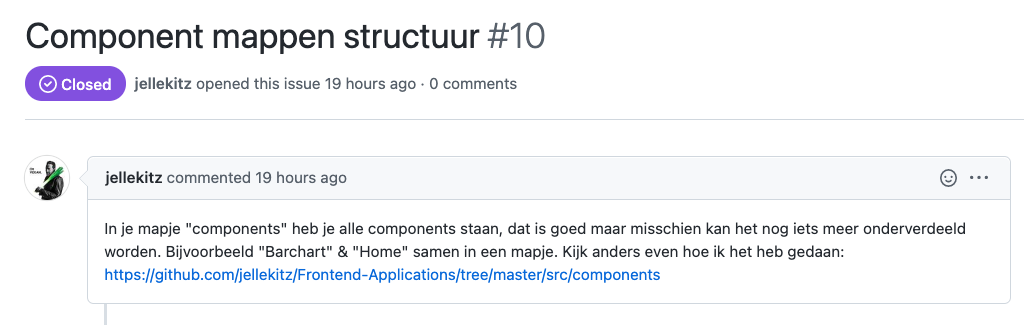 Component mappen structuur #10
Closed jellekitz opened this issue 19 hours ago · 0 comments
jellekitz commented 19 hours ago
In je mapje "components" heb je alle components staan, dat is goed maar misschien kan het nog iets meer onderverdeeld
worden. Bijvoorbeeld "Barchart" & "Home" samen in een mapje. Kijk anders even hoe ik het heb gedaan:
https://github.com/jellekitz/Frontend-Applications/tree/master/src/components